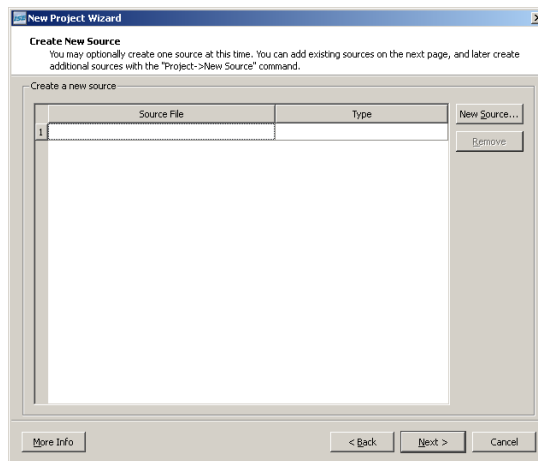 ISE New Project Wizard
Create New Source
You may optionally create one source at this time. You can add existing sources on the next page, and later create
additional sources with the "Project->New Source" command.
Create a new source
Source File Type New Source...
1
Remove
More Info < Back Next > Cancel